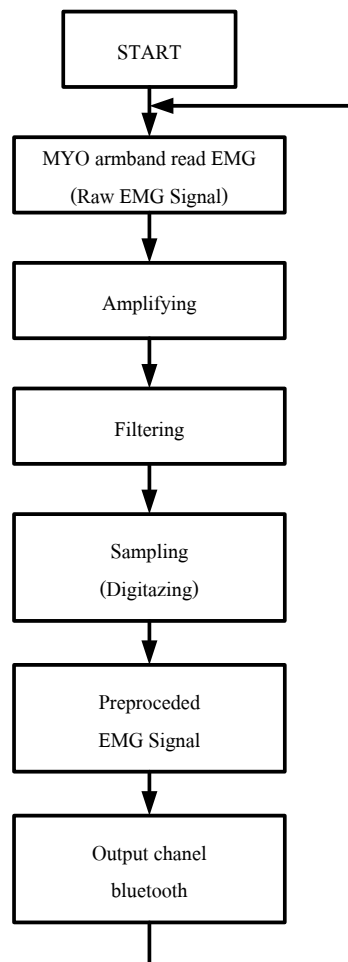 START
MYO armband read EMG
(Raw EMG Signal)
Amplifying
Filtering
Sampling
(Digitazing)
Preproceded
EMG Signal
Output chanel
bluetooth